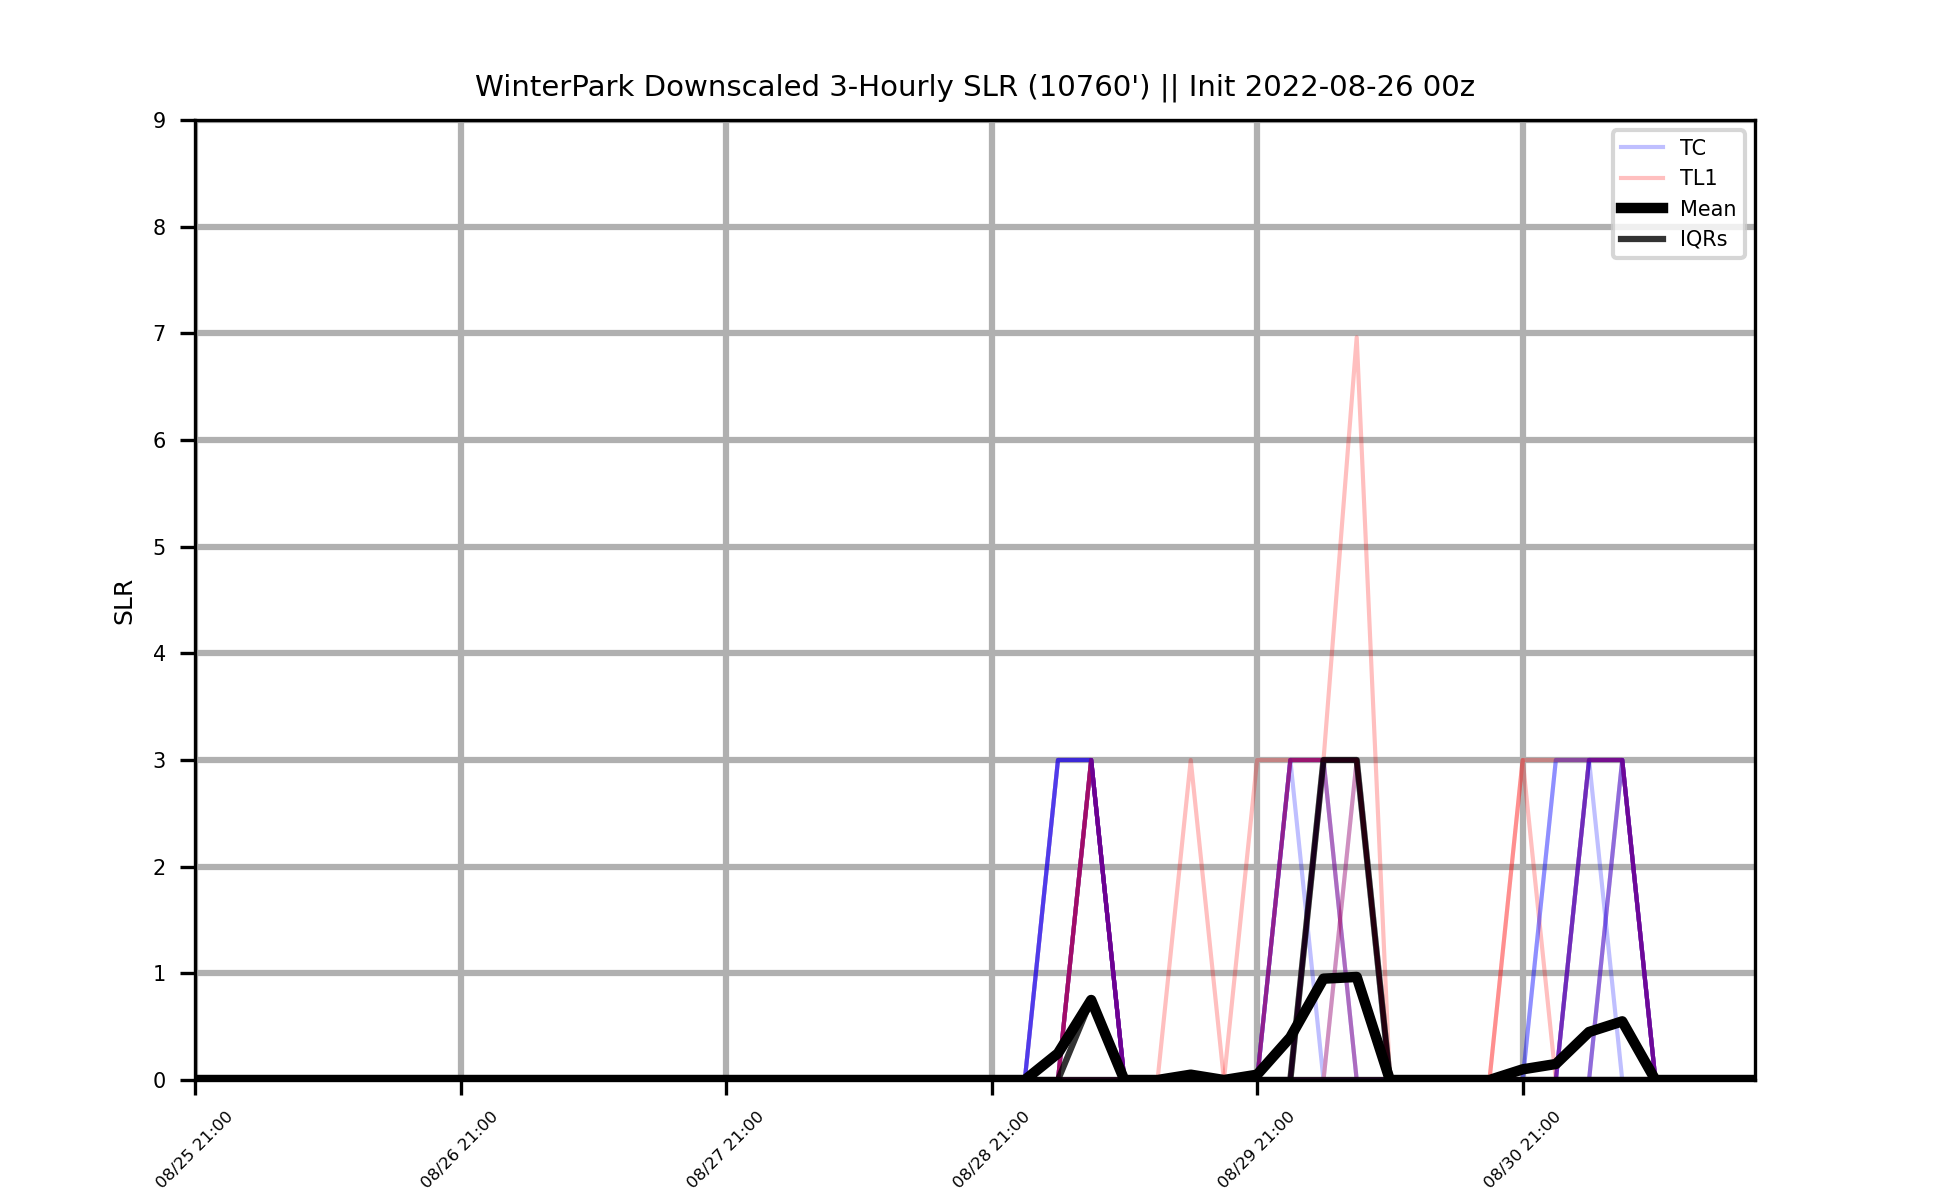 WinterPark Downscaled 3-Hourly SLR (10760') || Init 2022-08-26 00z
9
8
7
6
5
4
3
2
1
0
SLR
TC
TL1
Mean
IQRs
08/25 21:00
08/26 21:00
08/27 21:00
08/28 21:00
08/29 21:00
08/30 21:00